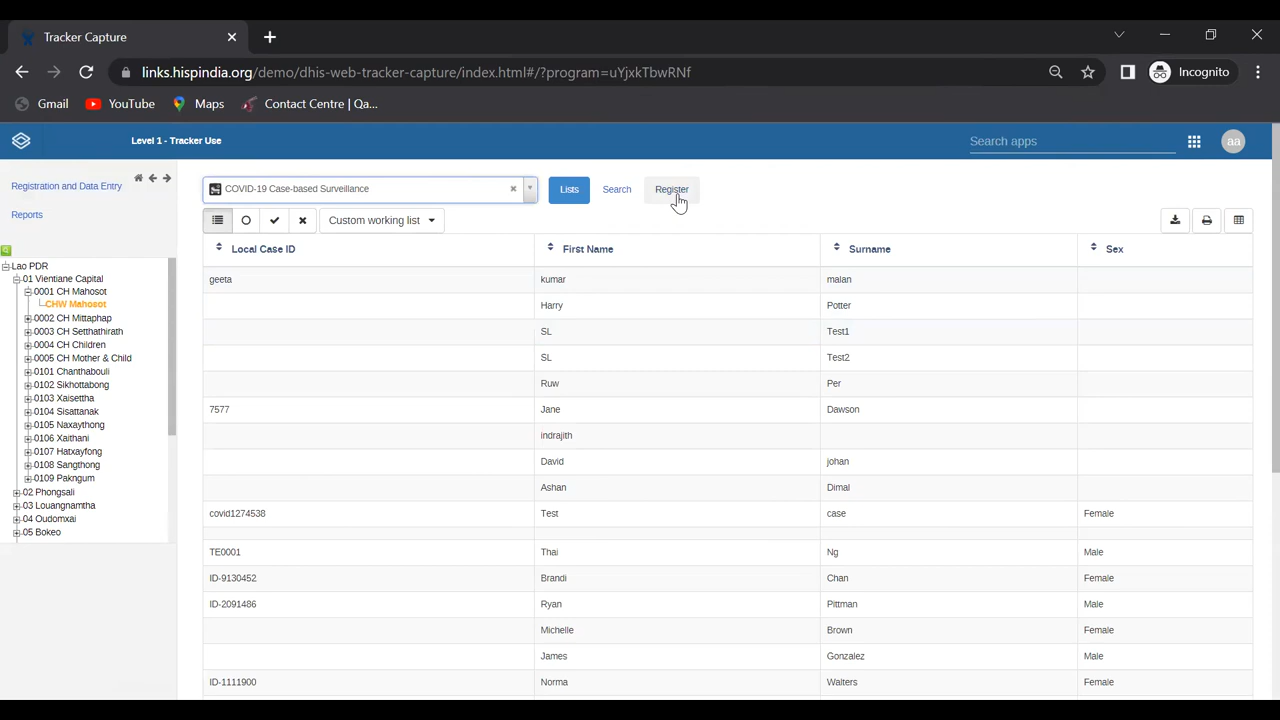 Tracker Capture
links.hispindia.org/demo/dhis-web-tracker-capture/index.html#/?program=uYjxkTbwRNf
Incognito
Gmail YouTube Maps Contact Centre | Qa...
Level 1 - Tracker Use
Search apps
aa
Registration and Data Entry
Reports
COVID-19 Case-based Surveillance
Lists Search Register
Custom working list
Lao PDR
01 Vientiane Capital
0001 CH Mahosot
CHW Mahosot
0002 CH Mittaphap
0003 CH Setthathirath
0004 CH Children
0005 CH Mother & Child
0101 Chanthabouli
0102 Sikhottabong
0103 Xaisettha
0104 Sisattanak
0105 Naxaythong
0106 Xaithani
0107 Hatxayfong
0108 Sangthong
0109 Pakngum
02 Phongsali
03 Louangnamtha
04 Oudomxai
05 Bokeo
Local Case ID First Name Surname Sex
geeta kumar malan
Harry Potter
SL Test1
SL Test2
Ruw Per
7577 Jane Dawson
indrajith
David johan
Ashan Dimal
covid1274538 Test case Female
TE0001 Thai Ng Male
ID-9130452 Brandi Chan Female
ID-2091486 Ryan Pittman Male
Michelle Brown Female
James Gonzalez Male
ID-1111900 Norma Walters Female